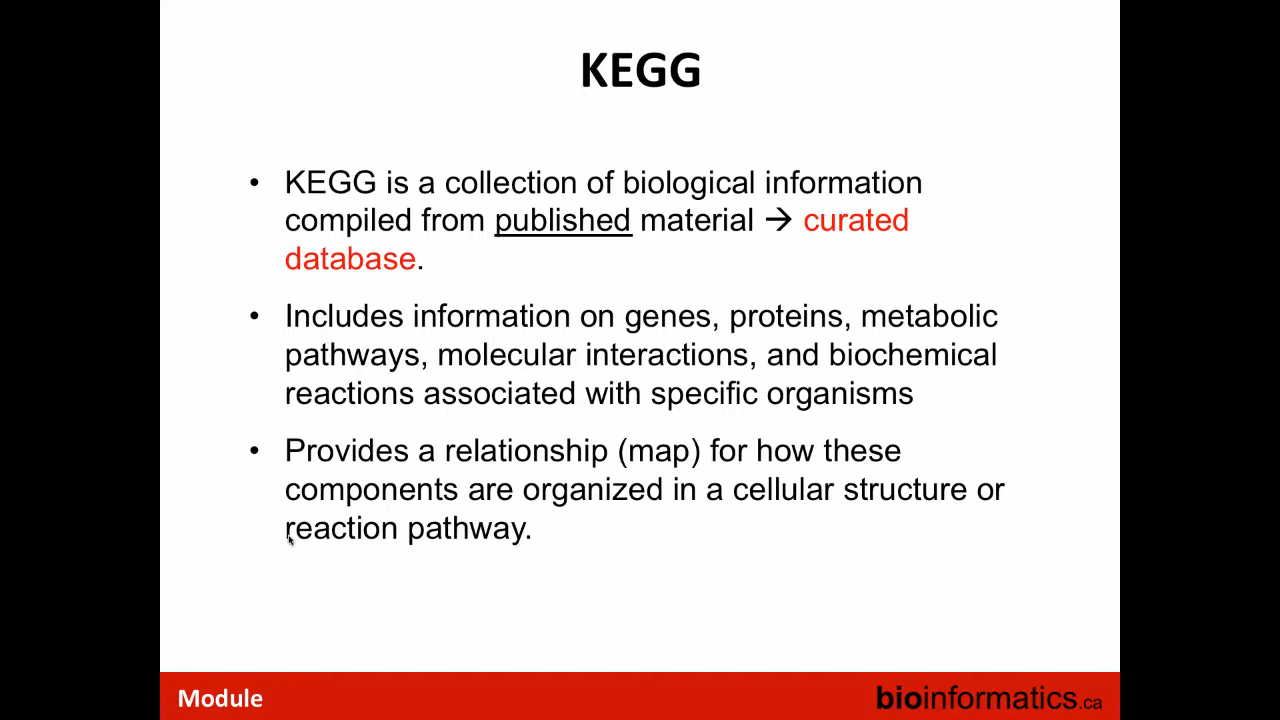 KEGG
• KEGG is a collection of biological information
compiled from published material → curated
database.
• Includes information on genes, proteins, metabolic
pathways, molecular interactions, and biochemical
reactions associated with specific organisms
• Provides a relationship (map) for how these
components are organized in a cellular structure or
reaction pathway.
Module
bioinformatics.ca